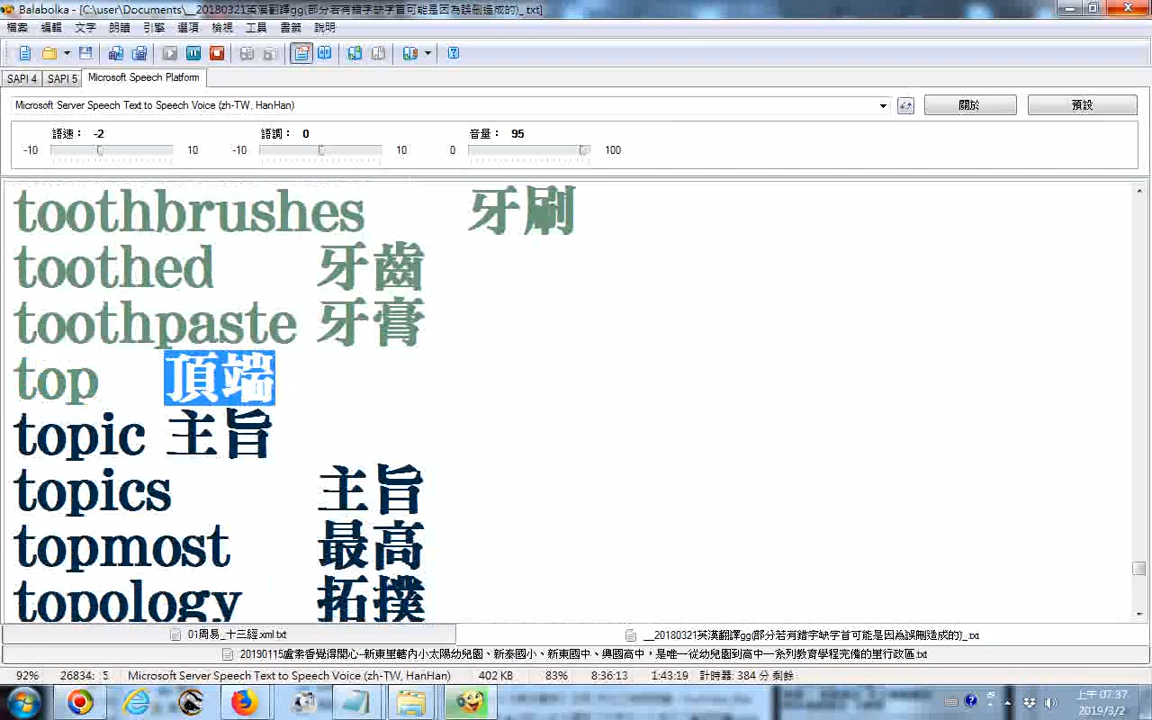 Balabolka - [C:\user\Documents\__20180321英漢翻譯gg(部分若有錯字缺字首可能是因為誤刪造成的)_.txt]
檔案 編輯 文字 朗讀 引擎 選項 檢視 工具 書籤 說明
SAPI 4 SAPI 5 Microsoft Speech Platform
Microsoft Server Speech Text to Speech Voice (zh-TW, HanHan) 關於 預設
語速： -2 語調： 0 音量： 95
-10 10 -10 10 0 100
toothbrushes 牙刷
toothed 牙齒
toothpaste 牙膏
top 頂端
topic 主旨
topics 主旨
topmost 最高
topology 拓撲
01周易_十三經.xml.txt __20180321英漢翻譯gg(部分若有錯字缺字首可能是因為誤刪造成的)_.txt
20190115盧素香覺得開心-新東里轄內小太陽幼兒園、新泰國小、新東國中、興國高中，是唯一從幼兒園到高中一系列教育學程完備的里行政區.txt
92% 26834: 5 Microsoft Server Speech Text to Speech Voice (zh-TW, HanHan) 402 KB 83% 8:36:13 1:43:19 計時器: 384 分 剩餘
上午 07:37
2019/3/2